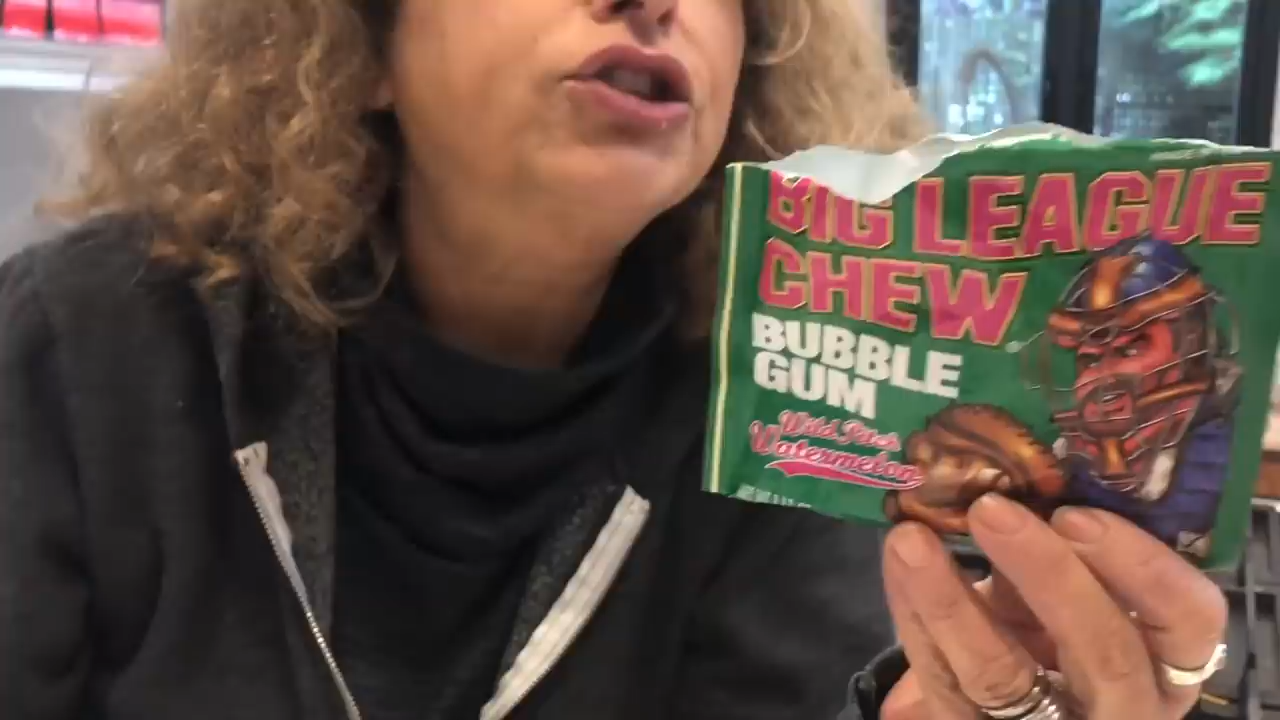 BIG LEAGUE
CHEW
BUBBLE
GUM
Wild Pitch
Watermelon